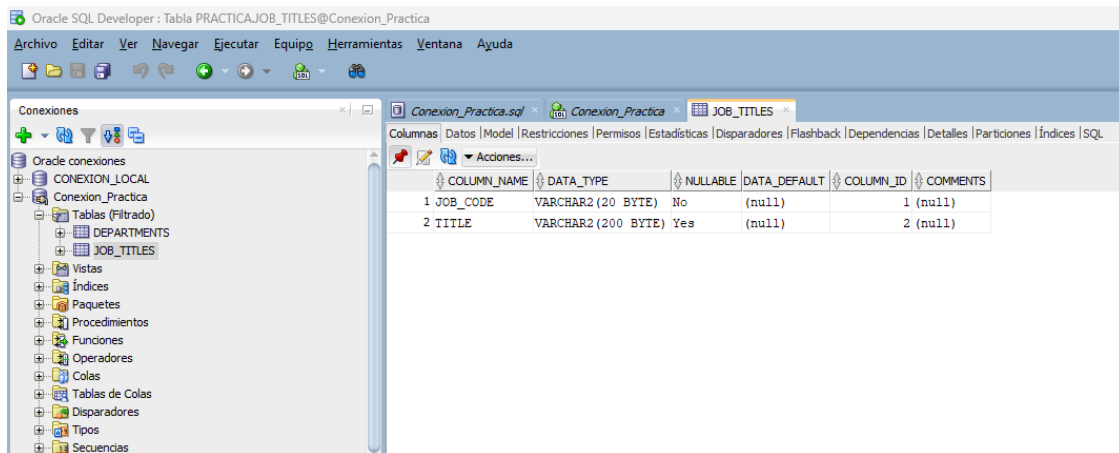 Oracle SQL Developer : Tabla PRACTICA.JOB_TITLES@Conexion_Practica
Archivo Editar Ver Navegar Ejecutar Equipo Herramientas Ventana Ayuda
Conexiones
Oracle conexiones
CONEXION_LOCAL
Conexion_Practica
Tablas (Filtrado)
DEPARTMENTS
JOB_TITLES
Vistas
Índices
Paquetes
Procedimientos
Funciones
Operadores
Colas
Tablas de Colas
Disparadores
Tipos
Secuencias
Conexion_Practica.sql Conexion_Practica JOB_TITLES
Columnas Datos |Model |Restricciones |Permisos |Estadísticas |Disparadores |Flashback |Dependencias |Detalles |Particiones |Índices |SQL
Acciones...
COLUMN_NAME DATA_TYPE NULLABLE DATA_DEFAULT COLUMN_ID COMMENTS
1 JOB_CODE VARCHAR2(20 BYTE) No (null) 1 (null)
2 TITLE VARCHAR2(200 BYTE) Yes (null) 2 (null)